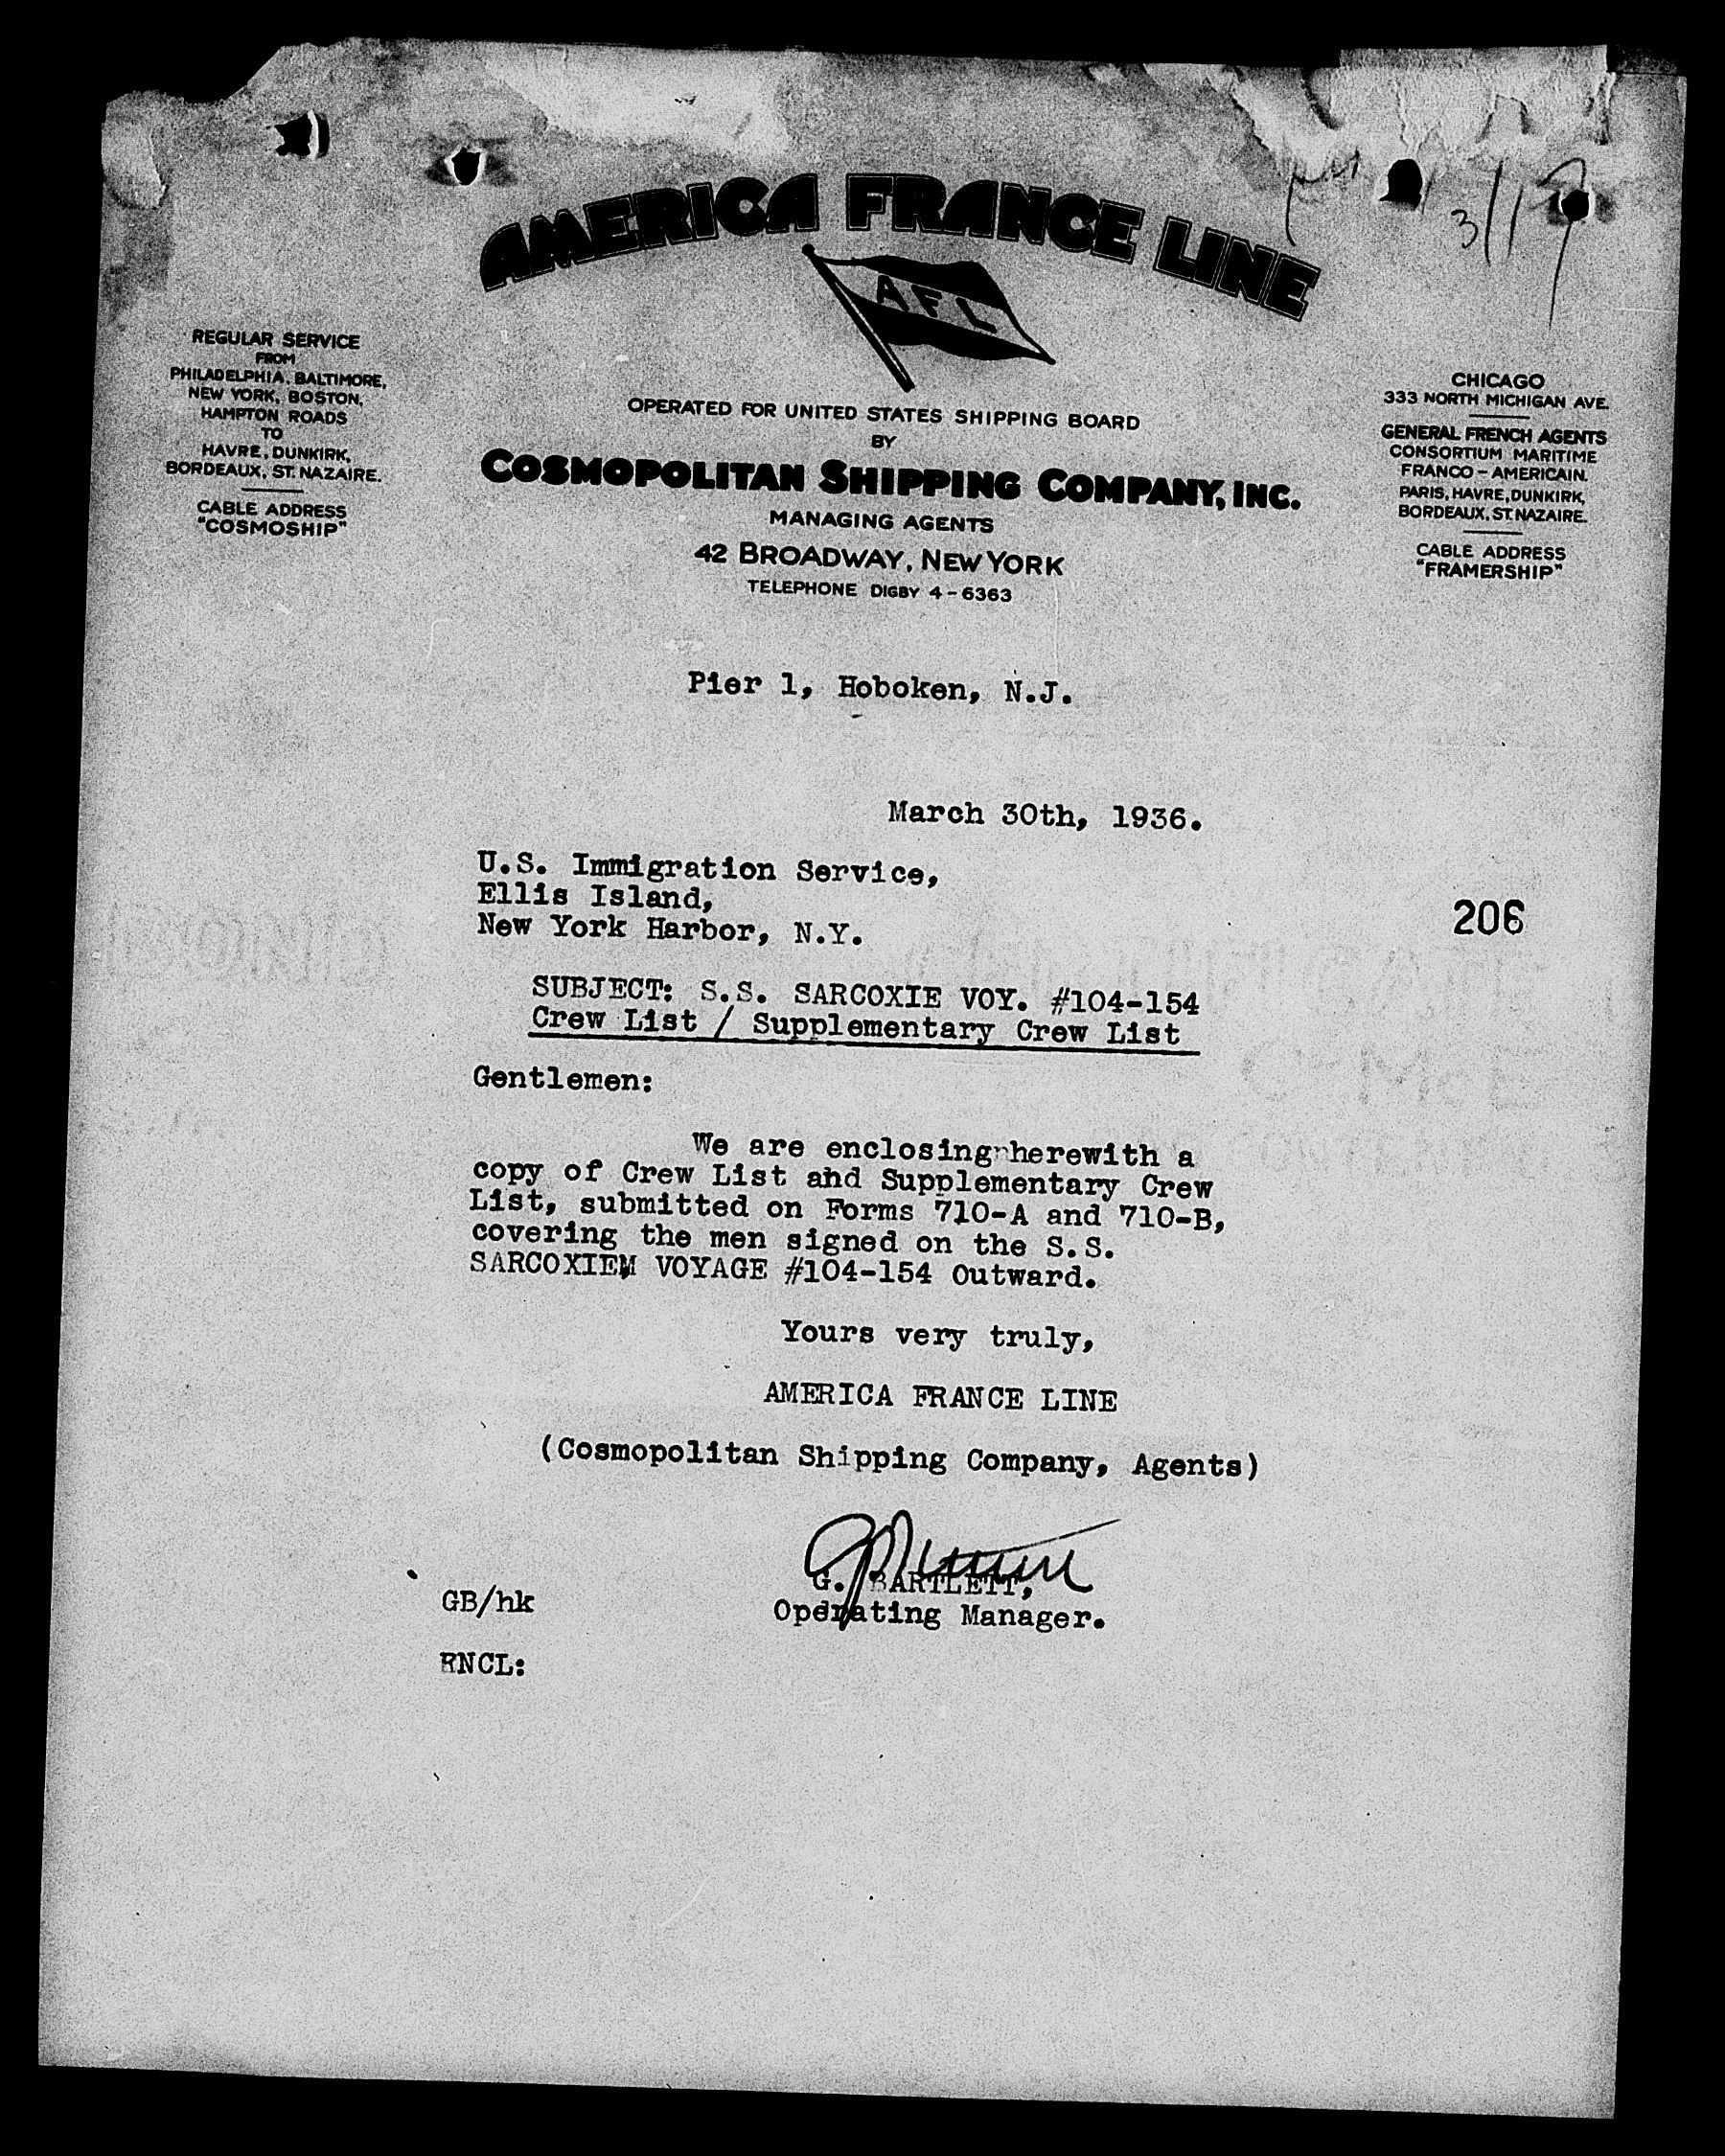 AMERICA FRANCE LINE
AFL
REGULAR SERVICE
FROM
PHILADELPHIA, BALTIMORE,
NEW YORK, BOSTON,
HAMPTON ROADS
TO
HAVRE, DUNKIRK,
BORDEAUX, ST. NAZAIRE.
CABLE ADDRESS
"COSMOSHIP"
OPERATED FOR UNITED STATES SHIPPING BOARD
BY
COSMOPOLITAN SHIPPING COMPANY, INC.
MANAGING AGENTS
42 BROADWAY, NEW YORK
TELEPHONE DIGBY 4-6363
CHICAGO
333 NORTH MICHIGAN AVE.
GENERAL FRENCH AGENTS
CONSORTIUM MARITIME
FRANCO-AMERICAIN.
PARIS, HAVRE, DUNKIRK,
BORDEAUX, ST. NAZAIRE.
CABLE ADDRESS
"FRAMERSHIP"
Pier 1, Hoboken, N.J.
March 30th, 1936.
U.S. Immigration Service,
Ellis Island,
New York Harbor, N.Y.
206
SUBJECT: S.S. SARCOXIE VOY. #104-154
Crew List / Supplementary Crew List
Gentlemen:
We are enclosing herewith a
copy of Crew List and Supplementary Crew
List, submitted on Forms 710-A and 710-B,
covering the men signed on the S.S.
SARCOXIEM VOYAGE #104-154 Outward.
Yours very truly,
AMERICA FRANCE LINE
(Cosmopolitan Shipping Company, Agents)
G. BARTLETT,
Operating Manager.
GB/hk
ENCL: